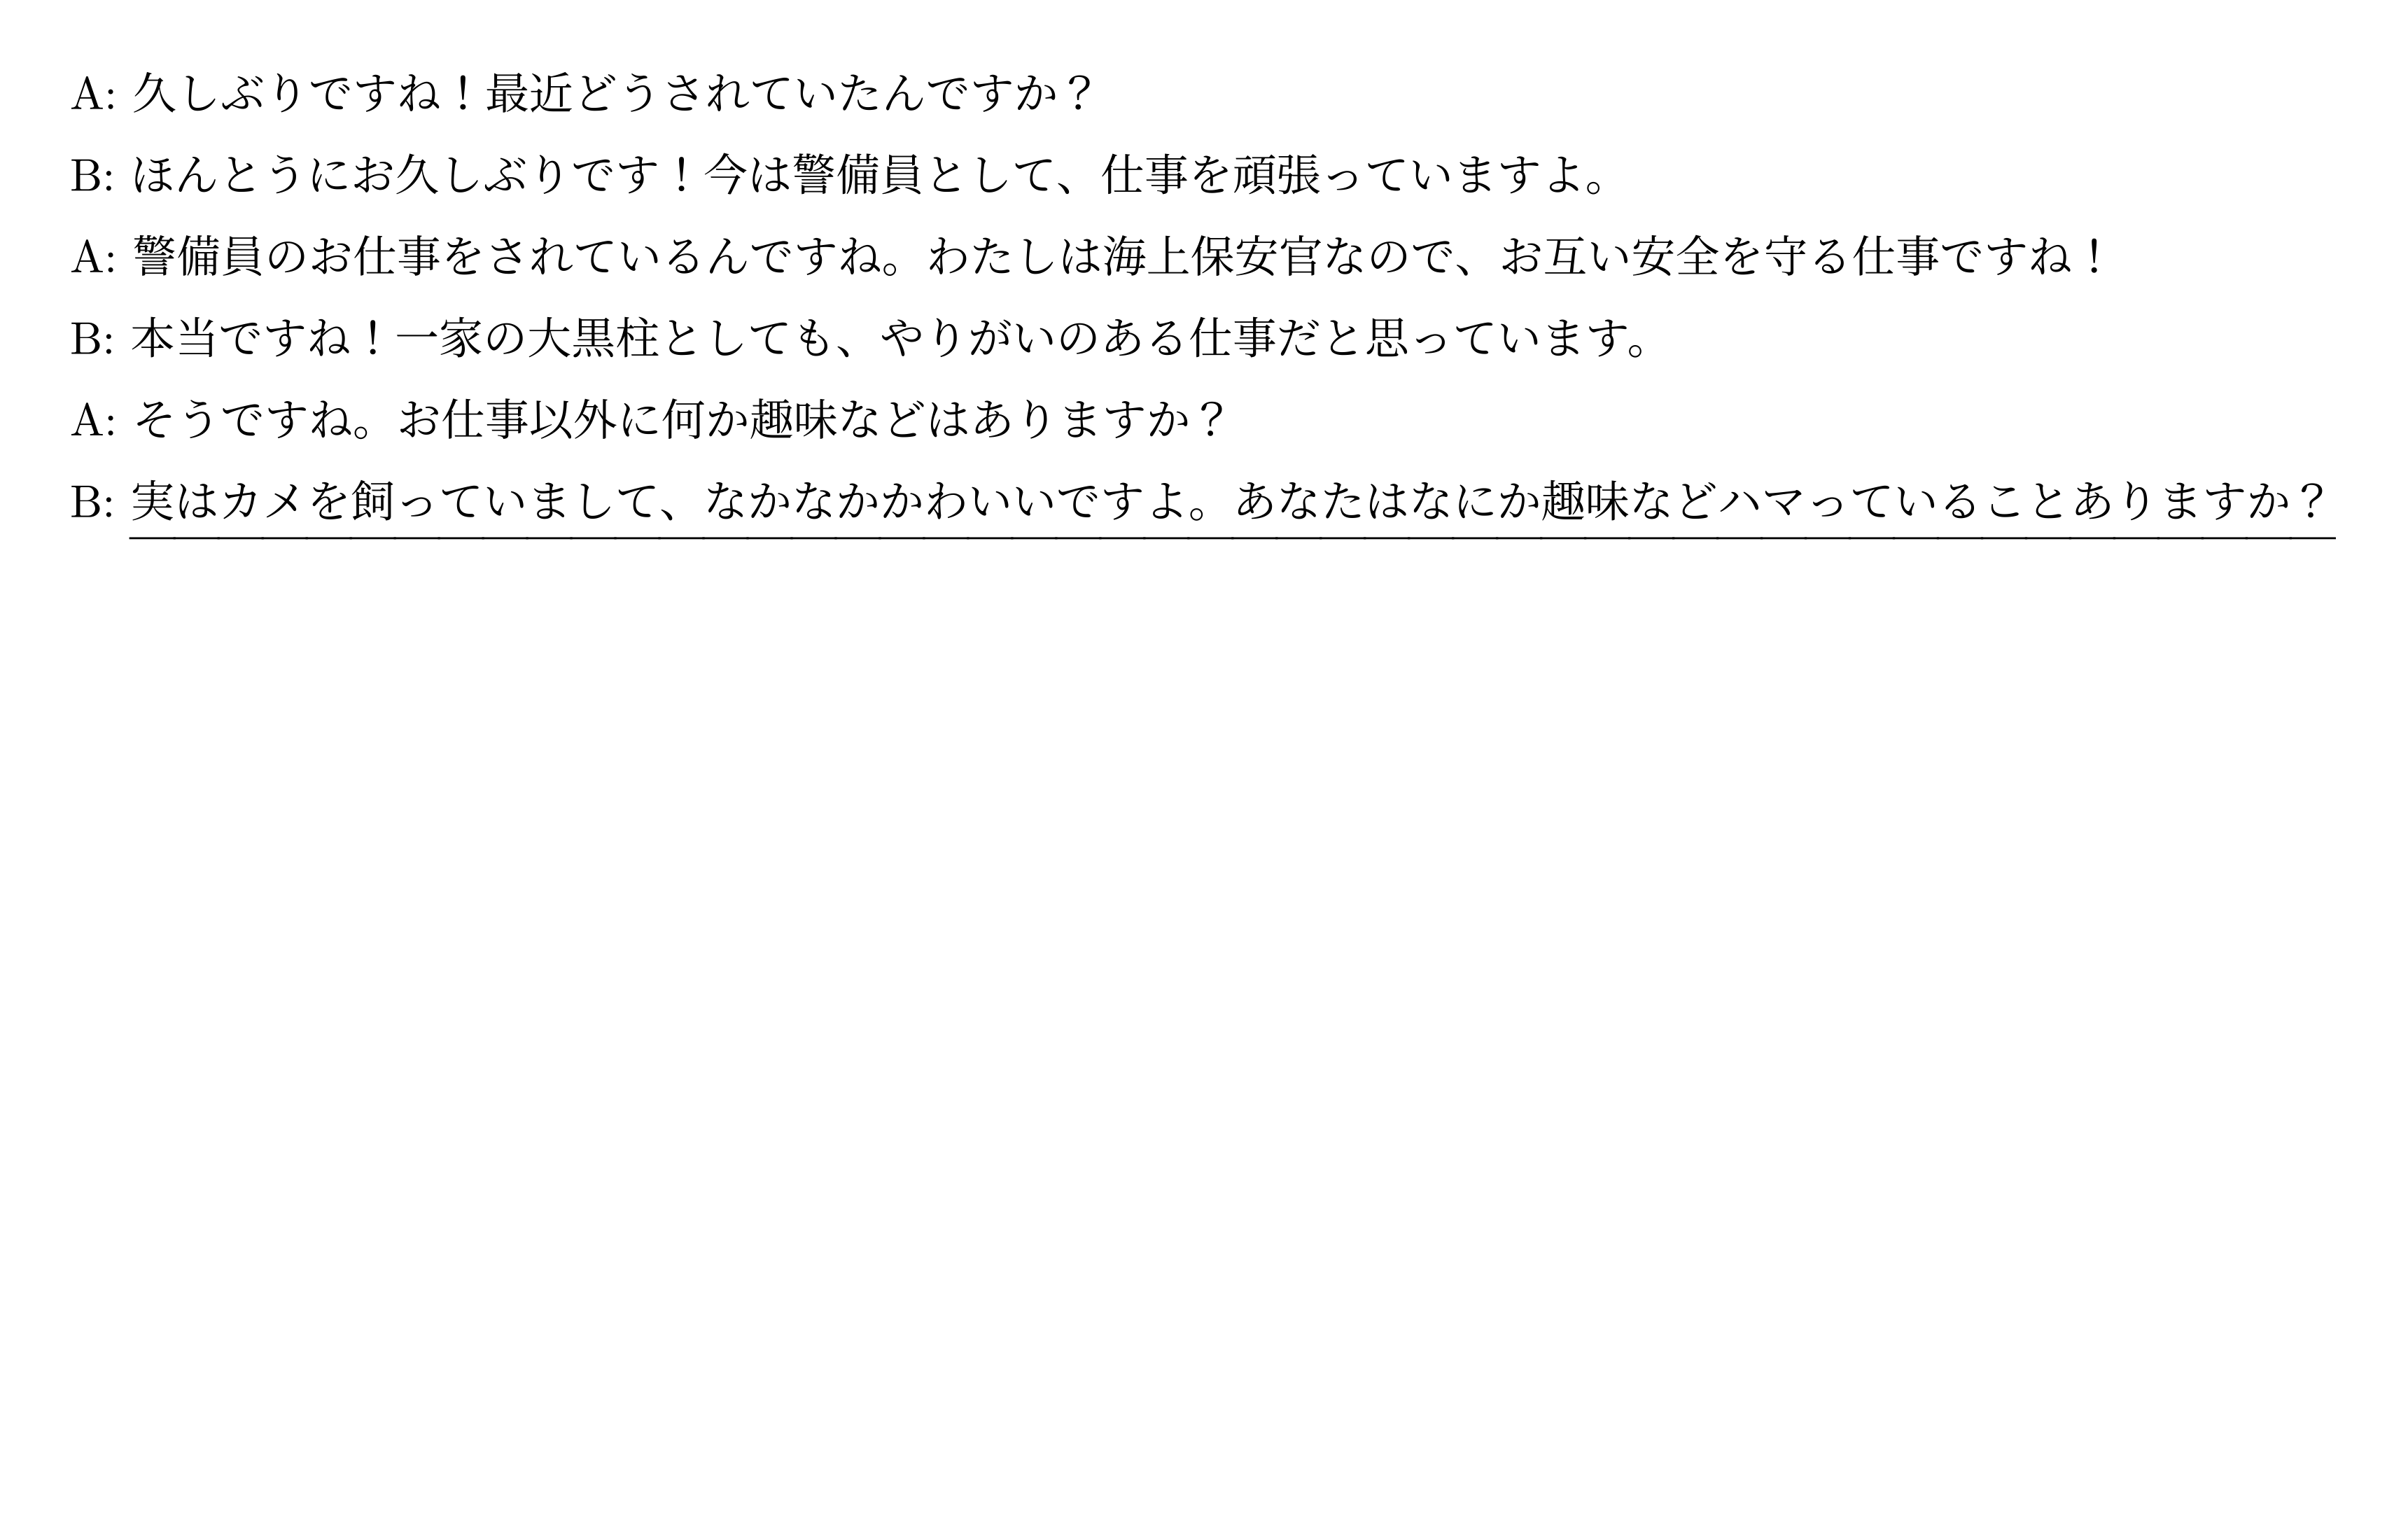 A: 久しぶりですね！最近どうされていたんですか？
B: ほんとうにお久しぶりです！今は警備員として、仕事を頑張っていますよ。
A: 警備員のお仕事をされているんですね。わたしは海上保安官なので、お互い安全を守る仕事ですね！
B: 本当ですね！一家の大黒柱としても、やりがいのある仕事だと思っています。
A: そうですね。お仕事以外に何か趣味などはありますか？
B: 実はカメを飼っていまして、なかなかかわいいですよ。あなたはなにか趣味などハマっていることありますか？